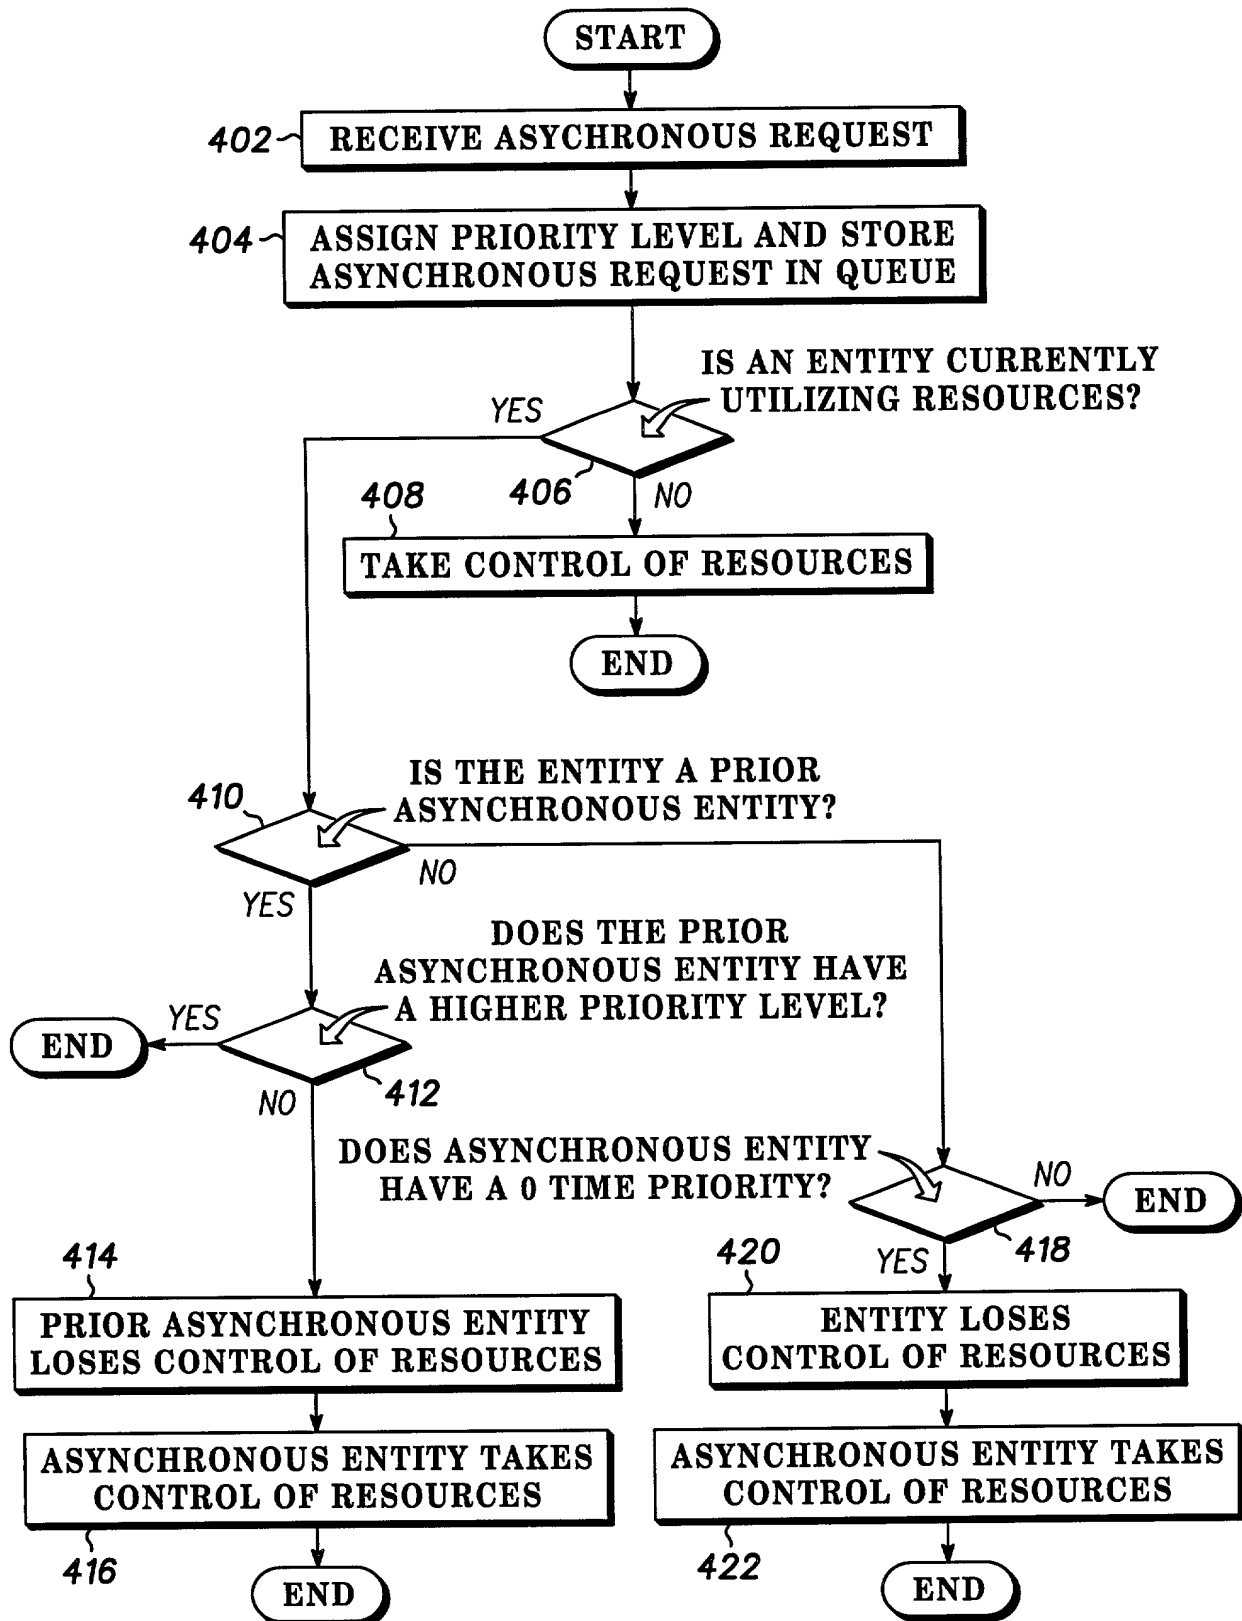 START
402
RECEIVE ASYCHRONOUS REQUEST
404
ASSIGN PRIORITY LEVEL AND STORE
ASYNCHRONOUS REQUEST IN QUEUE
IS AN ENTITY CURRENTLY
UTILIZING RESOURCES?
YES
406
NO
408
TAKE CONTROL OF RESOURCES
END
410
IS THE ENTITY A PRIOR
ASYNCHRONOUS ENTITY?
NO
YES
DOES THE PRIOR
ASYNCHRONOUS ENTITY HAVE
A HIGHER PRIORITY LEVEL?
YES
END
412
NO
DOES ASYNCHRONOUS ENTITY
HAVE A 0 TIME PRIORITY?
NO
END
418
YES
414
PRIOR ASYNCHRONOUS ENTITY
LOSES CONTROL OF RESOURCES
420
ENTITY LOSES
CONTROL OF RESOURCES
ASYNCHRONOUS ENTITY TAKES
CONTROL OF RESOURCES
416
END
ASYNCHRONOUS ENTITY TAKES
CONTROL OF RESOURCES
422
END